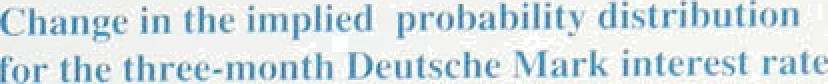 Change in the implied probability distribution
for the three-month Deutsche Mark interest rate